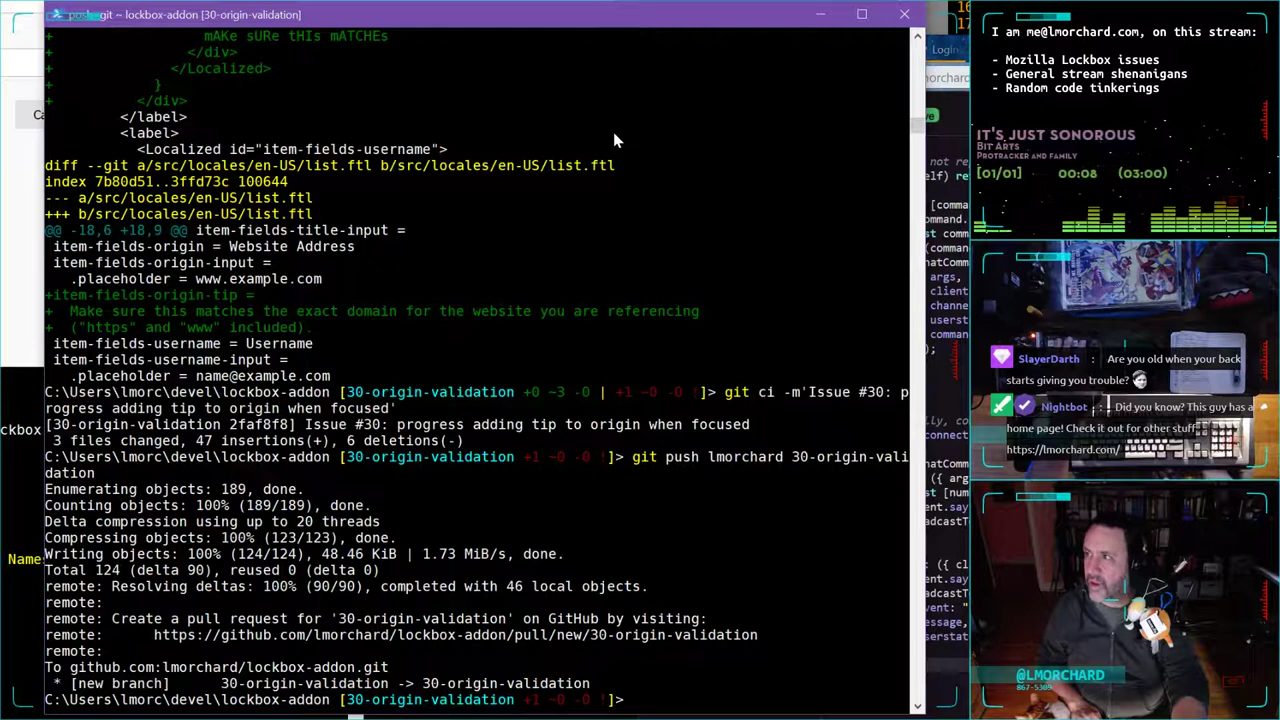 push git ~ lockbox-addon [30-origin-validation]
+ mAKe sURe tHIs mATCHEs
+ </div>
+ </Localized>
+ }
+ </div>
</label>
<label>
<Localized id="item-fields-username">
diff --git a/src/locales/en-US/list.ftl b/src/locales/en-US/list.ftl
index 7b80d51..3ffd73c 100644
--- a/src/locales/en-US/list.ftl
+++ b/src/locales/en-US/list.ftl
@@ -18,6 +18,9 @@ item-fields-title-input =
item-fields-origin = Website Address
item-fields-origin-input =
.placeholder = www.example.com
+item-fields-origin-tip =
+ Make sure this matches the exact domain for the website you are referencing
+ ("https" and "www" included).
item-fields-username = Username
item-fields-username-input =
.placeholder = name@example.com
C:\Users\lmorc\devel\lockbox-addon [30-origin-validation +0 ~3 -0 | +1 ~0 -0 !]> git ci -m'Issue #30: p
rogress adding tip to origin when focused'
[30-origin-validation 2faf8f8] Issue #30: progress adding tip to origin when focused
3 files changed, 47 insertions(+), 6 deletions(-)
C:\Users\lmorc\devel\lockbox-addon [30-origin-validation +1 ~0 -0 !]> git push lmorchard 30-origin-vali
dation
Enumerating objects: 189, done.
Counting objects: 100% (189/189), done.
Delta compression using up to 20 threads
Compressing objects: 100% (123/123), done.
Writing objects: 100% (124/124), 48.46 KiB | 1.73 MiB/s, done.
Total 124 (delta 90), reused 0 (delta 0)
remote: Resolving deltas: 100% (90/90), completed with 46 local objects.
remote:
remote: Create a pull request for '30-origin-validation' on GitHub by visiting:
remote: https://github.com/lmorchard/lockbox-addon/pull/new/30-origin-validation
remote:
To github.com:lmorchard/lockbox-addon.git
* [new branch] 30-origin-validation -> 30-origin-validation
C:\Users\lmorc\devel\lockbox-addon [30-origin-validation +1 ~0 -0 !]>
Ca
ckbox
Name
Login
morchard
I am me@lmorchard.com, on this stream:
- Mozilla Lockbox issues
- General stream shenanigans
- Random code tinkerings
IT'S JUST SONOROUS
BIT ARTS
PROTRACKER AND FAMILY
[01/01] 00:08 (03:00)
SlayerDarth : Are you old when your back
starts giving you trouble?
Nightbot : Did you know? This guy has a
home page! Check it out for other stuff
https://lmorchard.com/
@LMORCHARD
867-5309